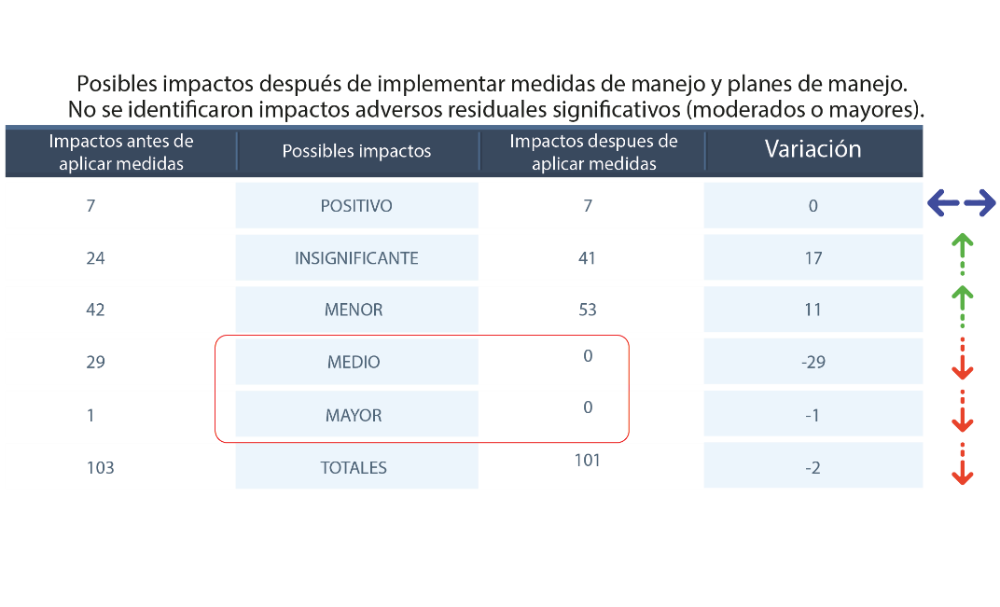 Posibles impactos después de implementar medidas de manejo y planes de manejo.
No se identificaron impactos adversos residuales significativos (moderados o mayores).
Impactos antes de aplicar medidas Possibles impactos Impactos despues de aplicar medidas Variación
7 POSITIVO 7 0
24 INSIGNIFICANTE 41 17
42 MENOR 53 11
29 MEDIO 0 -29
1 MAYOR 0 -1
103 TOTALES 101 -2